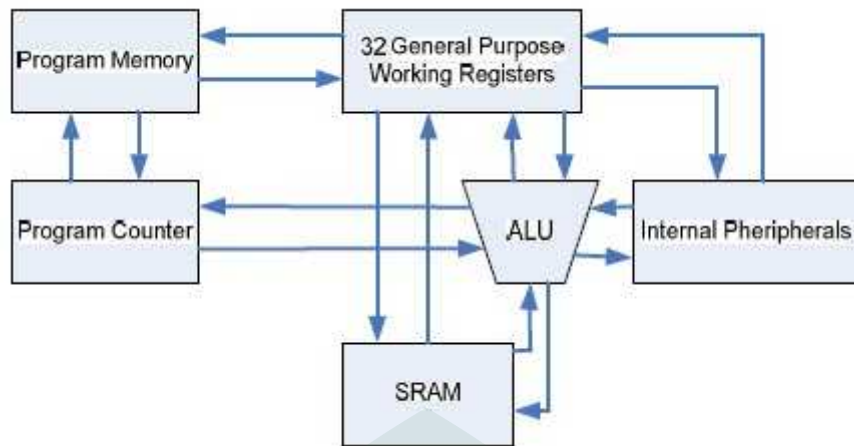 Program Memory
32 General Purpose
Working Registers
Program Counter
ALU
Internal Pheripherals
SRAM